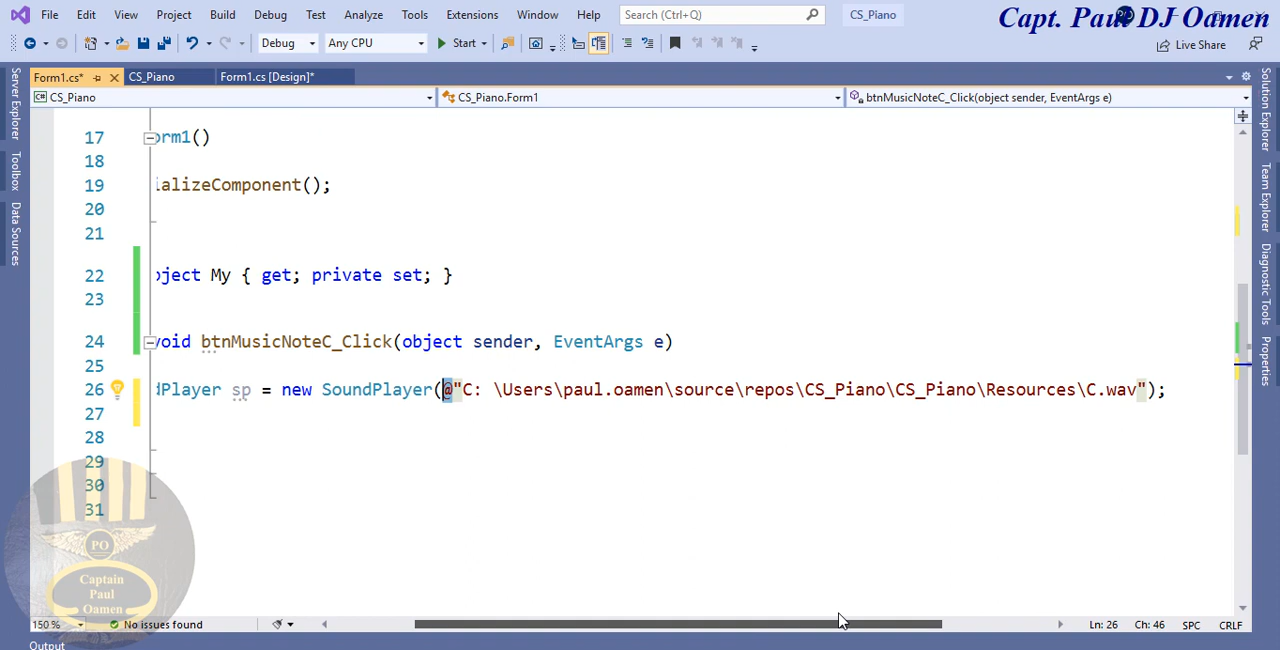 File Edit View Project Build Debug Test Analyze Tools Extensions Window Help Search (Ctrl+Q) CS_Piano
Capt. Paul DJ Oamen
Debug Any CPU Start Live Share
Form1.cs* CS_Piano Form1.cs [Design]*
CS_Piano CS_Piano.Form1 btnMusicNoteC_Click(object sender, EventArgs e)
Server Explorer
Toolbox
Data Sources
17 orm1()
18
19 ializeComponent();
20
21
22 bject My { get; private set; }
23
24 void btnMusicNoteC_Click(object sender, EventArgs e)
25
26 dPlayer sp = new SoundPlayer(@"C: \Users\paul.oamen\source\repos\CS_Piano\CS_Piano\Resources\C.wav");
27
28
29
30
31
Solution Explorer
Team Explorer
Diagnostic Tools
Properties
PO
Captain
Paul
Oamen
150 % No issues found Ln: 26 Ch: 46 SPC CRLF
Output